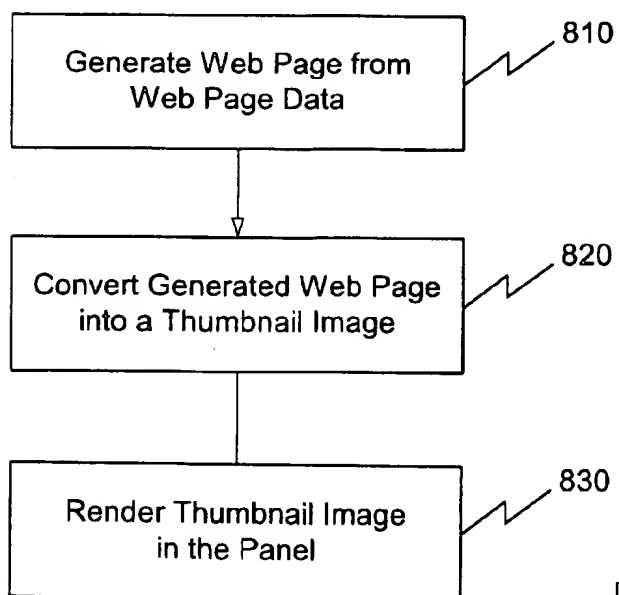 Generate Web Page from
Web Page Data
810
Convert Generated Web Page
into a Thumbnail Image
820
Render Thumbnail Image
in the Panel
830